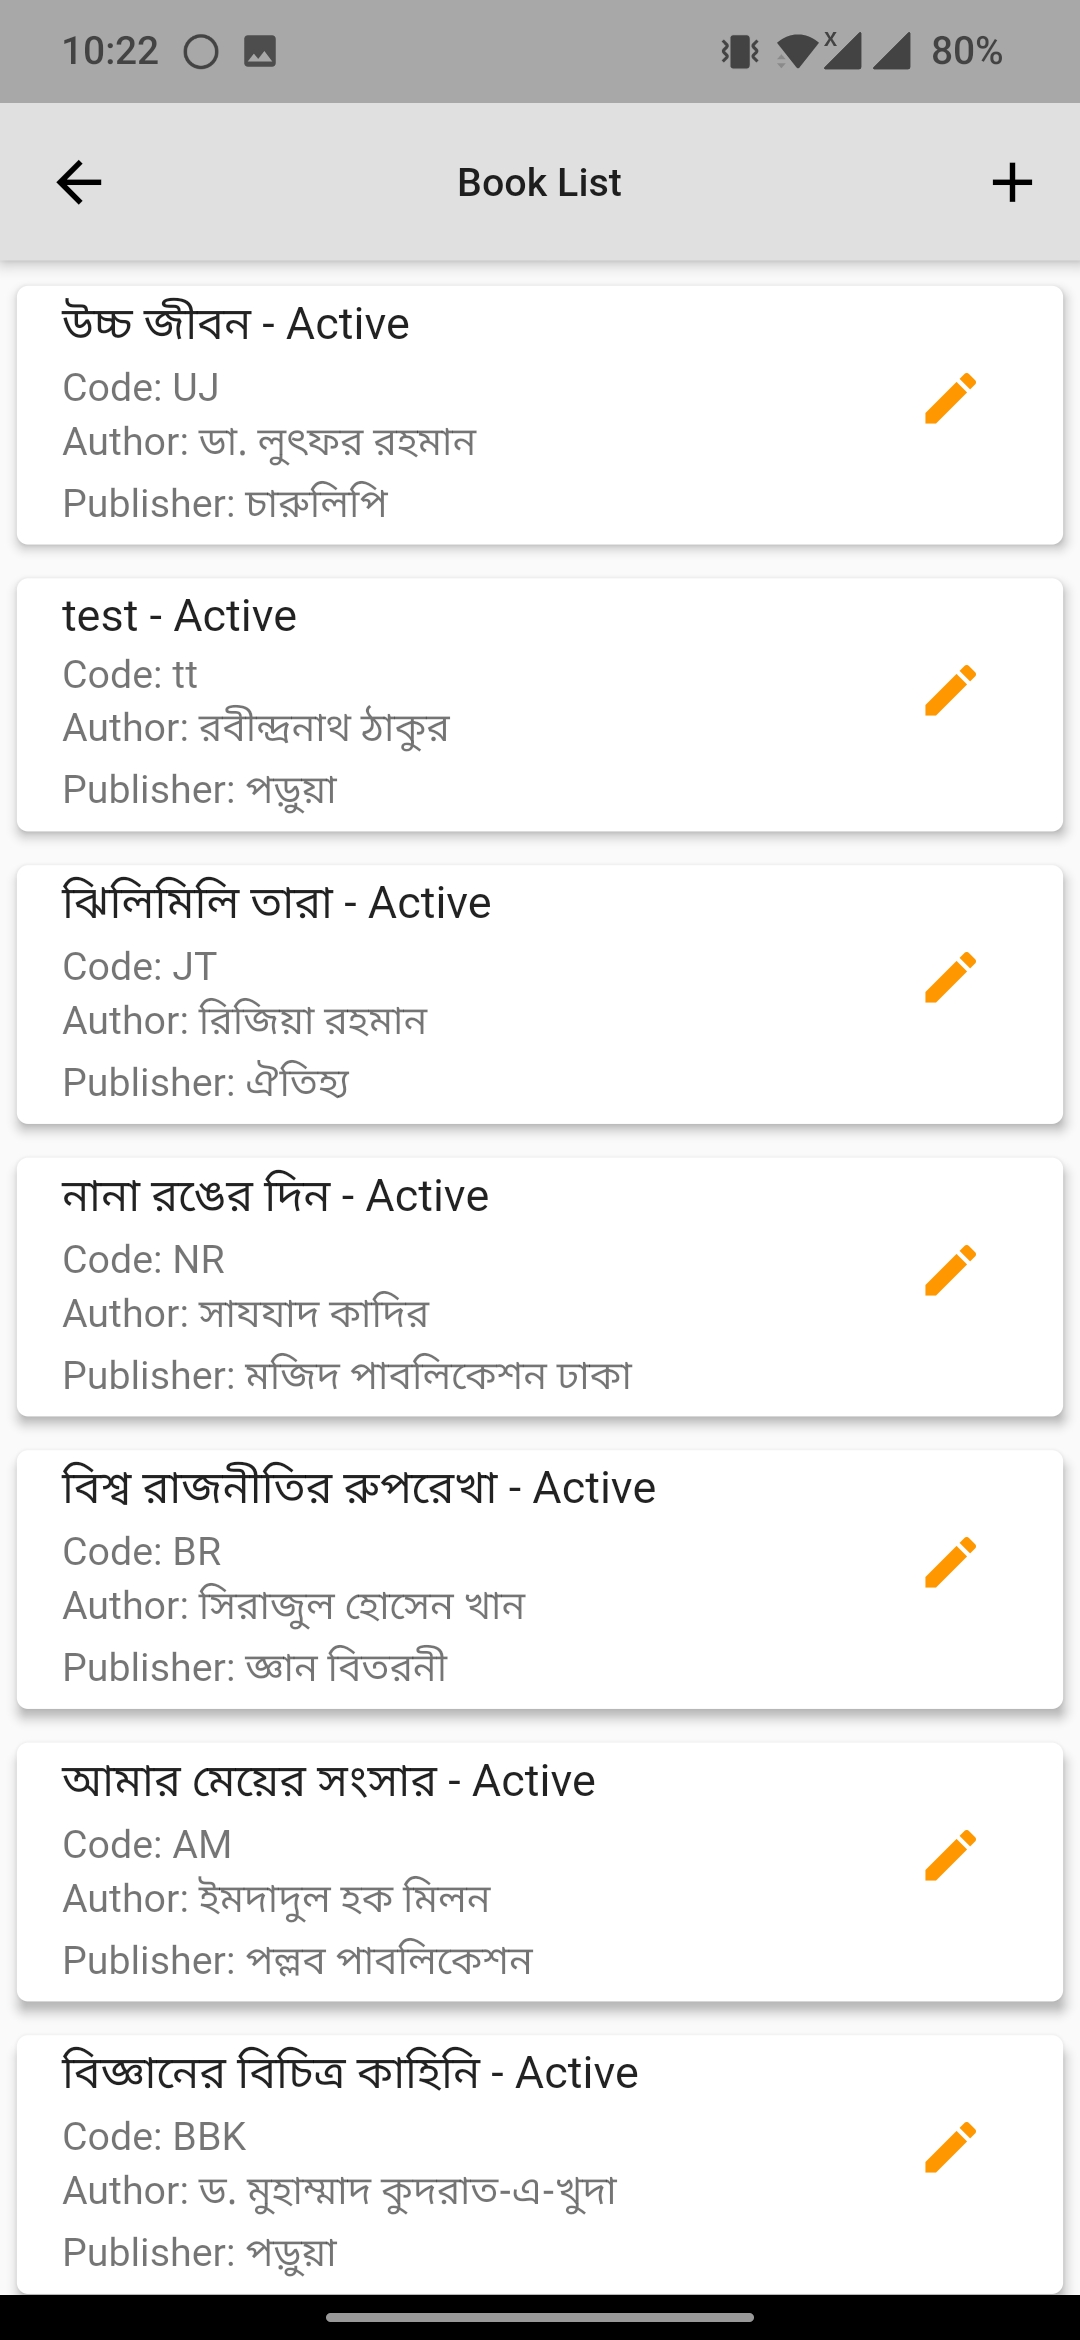 10:22 x 80%
Book List
উচ্চ জীবন - Active
Code: UJ
Author: ডা. লুৎফর রহমান
Publisher: চারুলিপি
test - Active
Code: tt
Author: রবীন্দ্রনাথ ঠাকুর
Publisher: পড়ুয়া
ঝিলিমিলি তারা - Active
Code: JT
Author: রিজিয়া রহমান
Publisher: ঐতিহ্য
নানা রঙের দিন - Active
Code: NR
Author: সাযযাদ কাদির
Publisher: মজিদ পাবলিকেশন ঢাকা
বিশ্ব রাজনীতির রুপরেখা - Active
Code: BR
Author: সিরাজুল হোসেন খান
Publisher: জ্ঞান বিতরনী
আমার মেয়ের সংসার - Active
Code: AM
Author: ইমদাদুল হক মিলন
Publisher: পল্লব পাবলিকেশন
বিজ্ঞানের বিচিত্র কাহিনি - Active
Code: BBK
Author: ড. মুহাম্মাদ কুদরাত-এ-খুদা
Publisher: পড়ুয়া